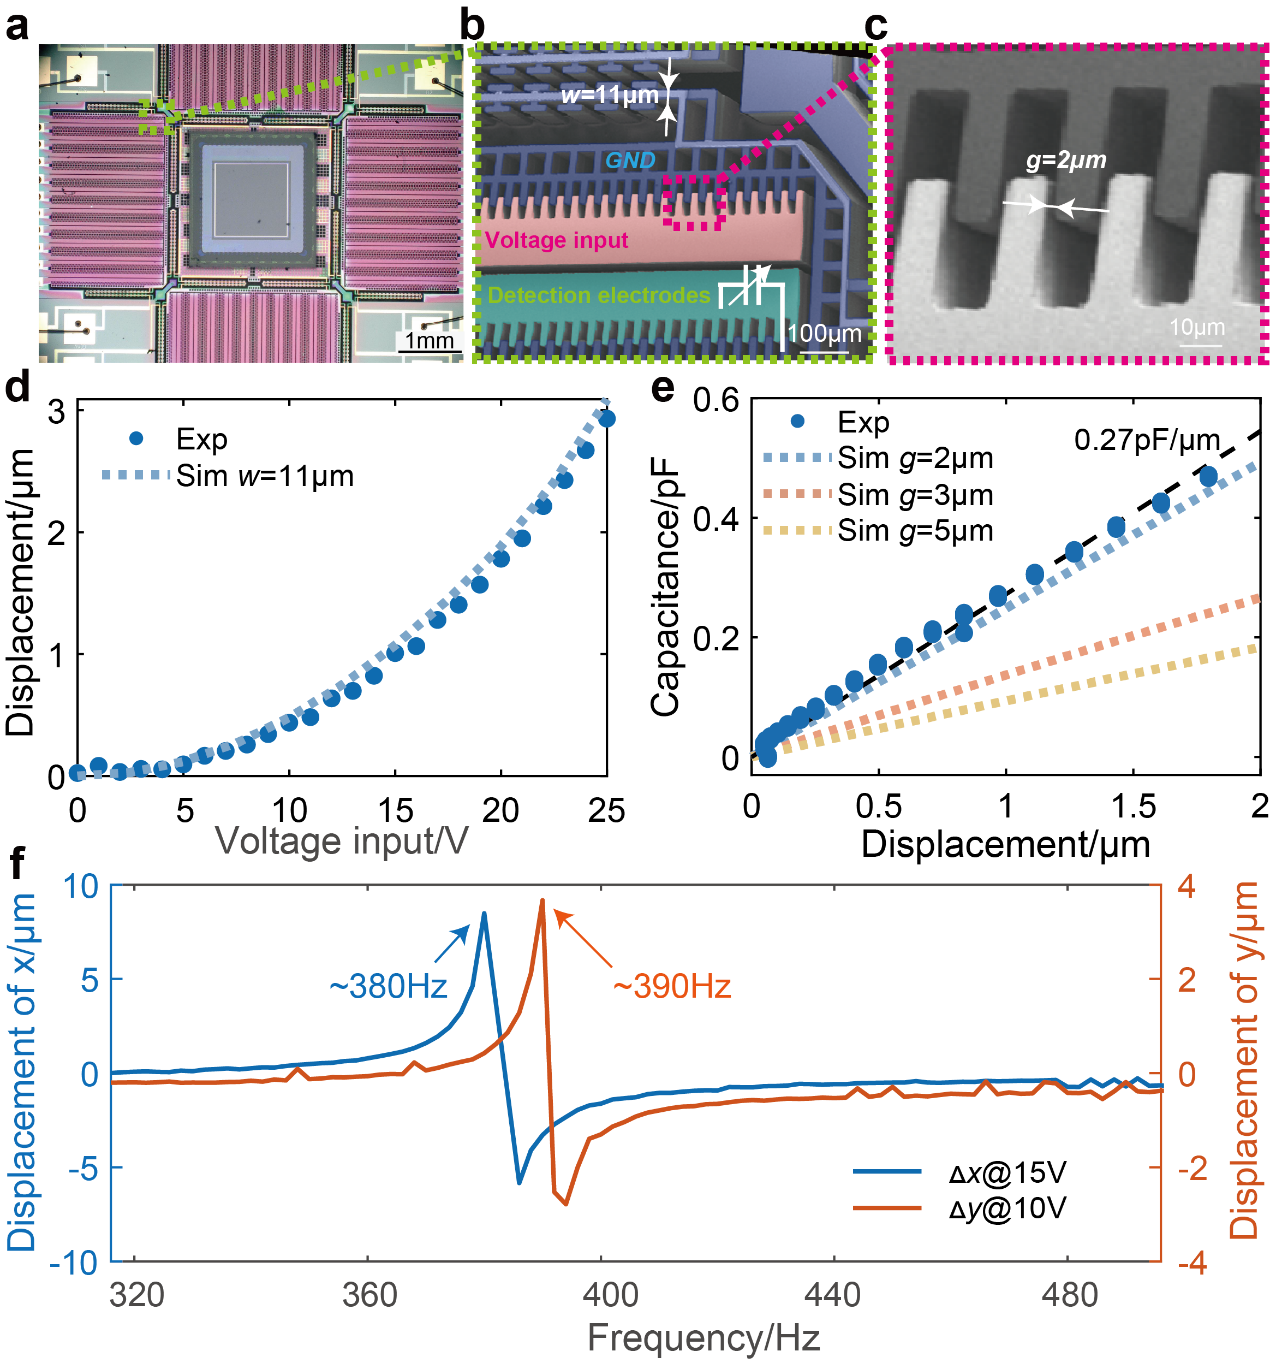 a
1mm
b
w=11μm
GND
Voltage input
Detection electrodes
100μm
c
g=2μm
10μm
d
3
2
1
0
Displacement/μm
Exp
Sim w=11μm
0 5 10 15 20 25
Voltage input/V
e
0.6
0.4
0.2
0
Capacitance/pF
Exp
Sim g=2μm
Sim g=3μm
Sim g=5μm
0.27pF/μm
0 0.5 1 1.5 2
Displacement/μm
f
10
5
0
-5
-10
Displacement of x/μm
~380Hz
~390Hz
Δx@15V
Δy@10V
4
2
0
-2
-4
Displacement of y/μm
320 360 400 440 480
Frequency/Hz